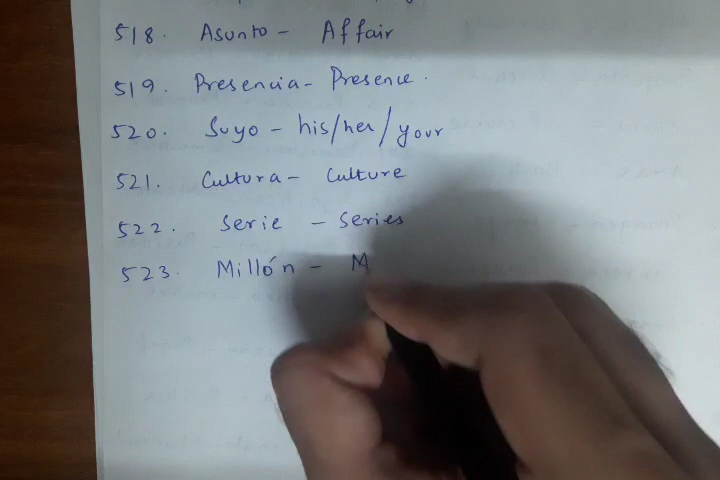 518. Asunto - Affair
519. Presencia - Presence.
520. Suyo - his/her/your
521. Cultura - Culture
522. Serie - Series
523. Millón - M